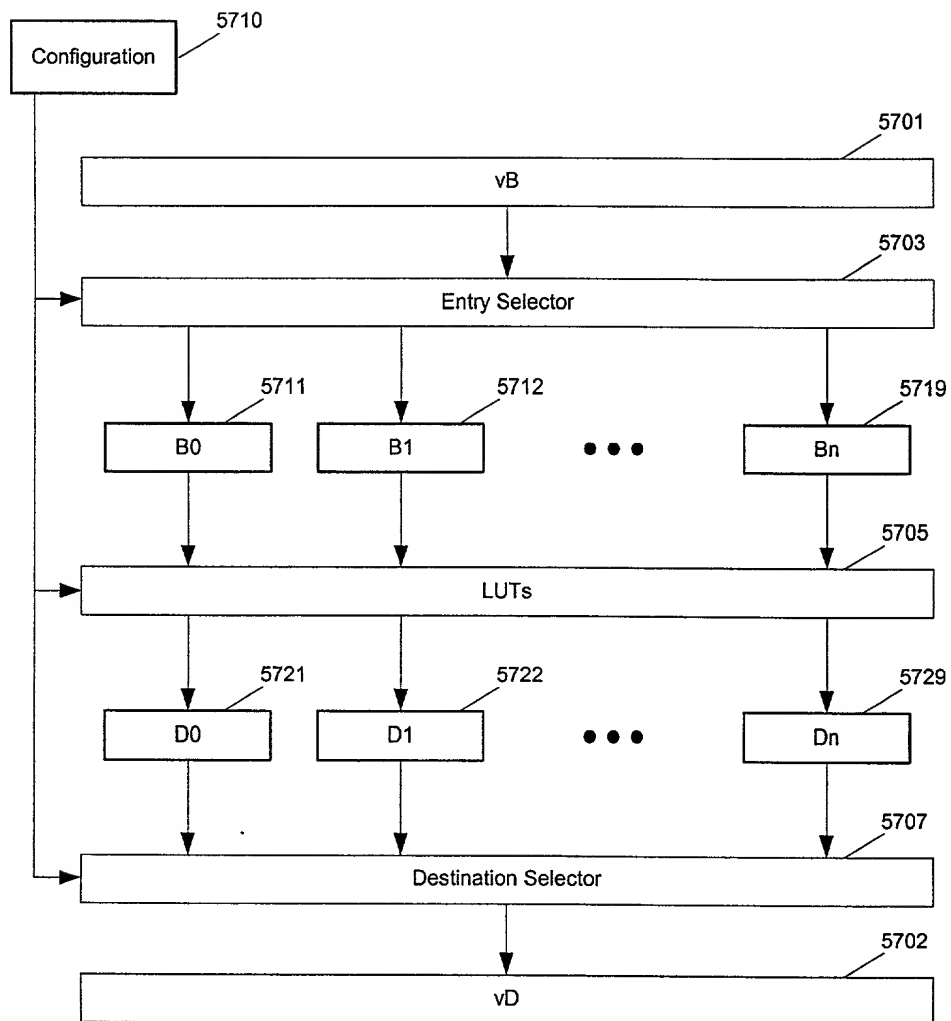 5710
Configuration
5701
vB
5703
Entry Selector
5711 5712 5719
B0 B1 Bn
5705
LUTs
5721 5722 5729
D0 D1 Dn
5707
Destination Selector
5702
vD